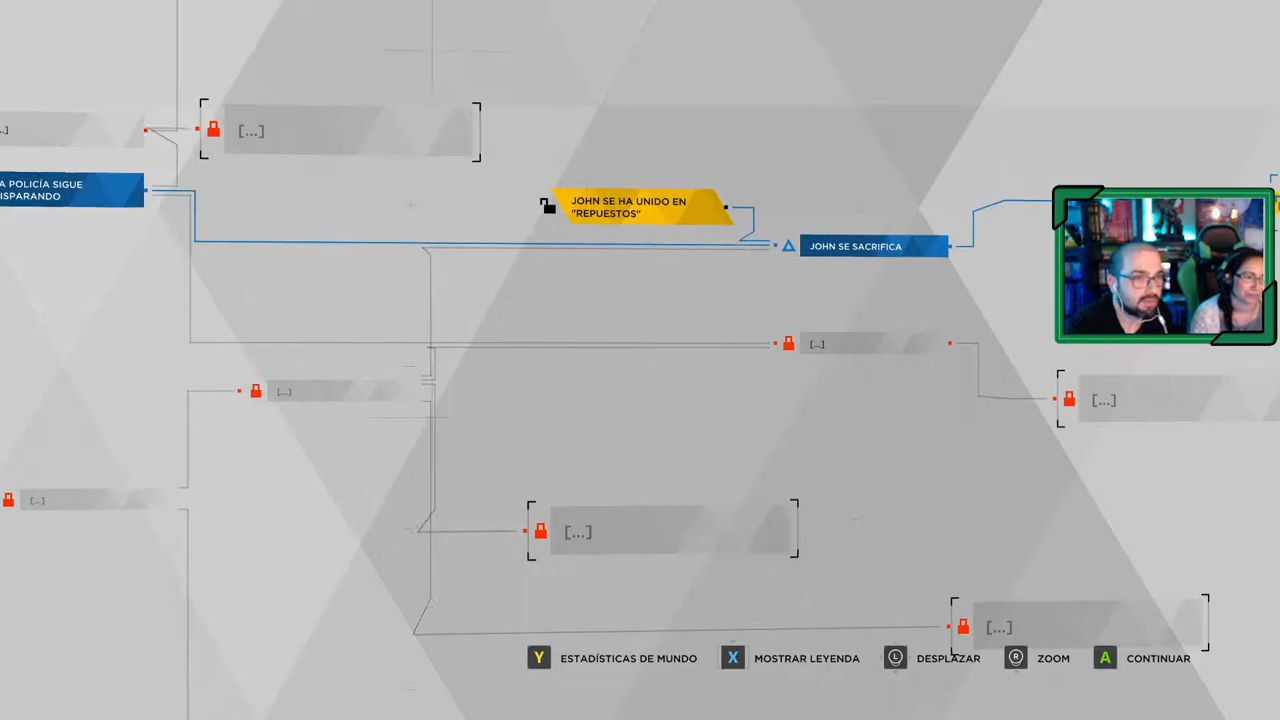 ...]
[...]
A POLICÍA SIGUE
ISPARANDO
JOHN SE HA UNIDO EN
"REPUESTOS"
JOHN SE SACRIFICA
[...]
[...]
[...]
[...]
[...]
[...]
Y ESTADÍSTICAS DE MUNDO X MOSTRAR LEYENDA L DESPLAZAR R ZOOM A CONTINUAR